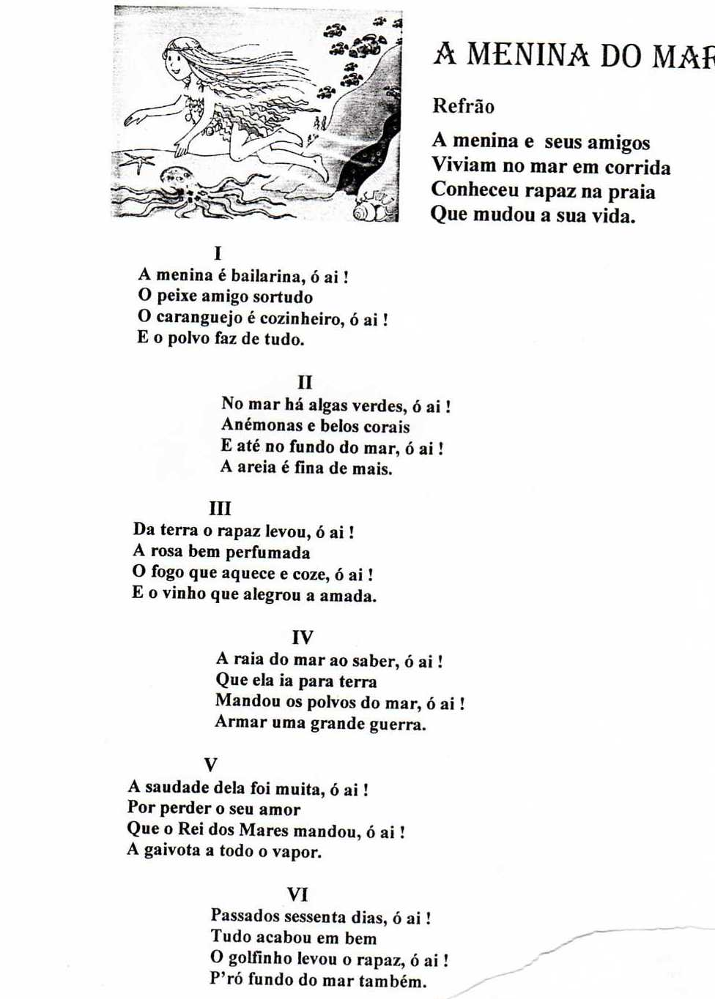 A MENINA DO MAR
Refrão
A menina e seus amigos
Viviam no mar em corrida
Conheceu rapaz na praia
Que mudou a sua vida.
I
A menina é bailarina, ó ai !
O peixe amigo sortudo
O caranguejo é cozinheiro, ó ai !
E o polvo faz de tudo.
II
No mar há algas verdes, ó ai !
Anémonas e belos corais
E até no fundo do mar, ó ai !
A areia é fina de mais.
III
Da terra o rapaz levou, ó ai !
A rosa bem perfumada
O fogo que aquece e coze, ó ai !
E o vinho que alegrou a amada.
IV
A raia do mar ao saber, ó ai !
Que ela ia para terra
Mandou os polvos do mar, ó ai !
Armar uma grande guerra.
V
A saudade dela foi muita, ó ai !
Por perder o seu amor
Que o Rei dos Mares mandou, ó ai !
A gaivota a todo o vapor.
VI
Passados sessenta dias, ó ai !
Tudo acabou em bem
O golfinho levou o rapaz, ó ai !
P'ró fundo do mar também.